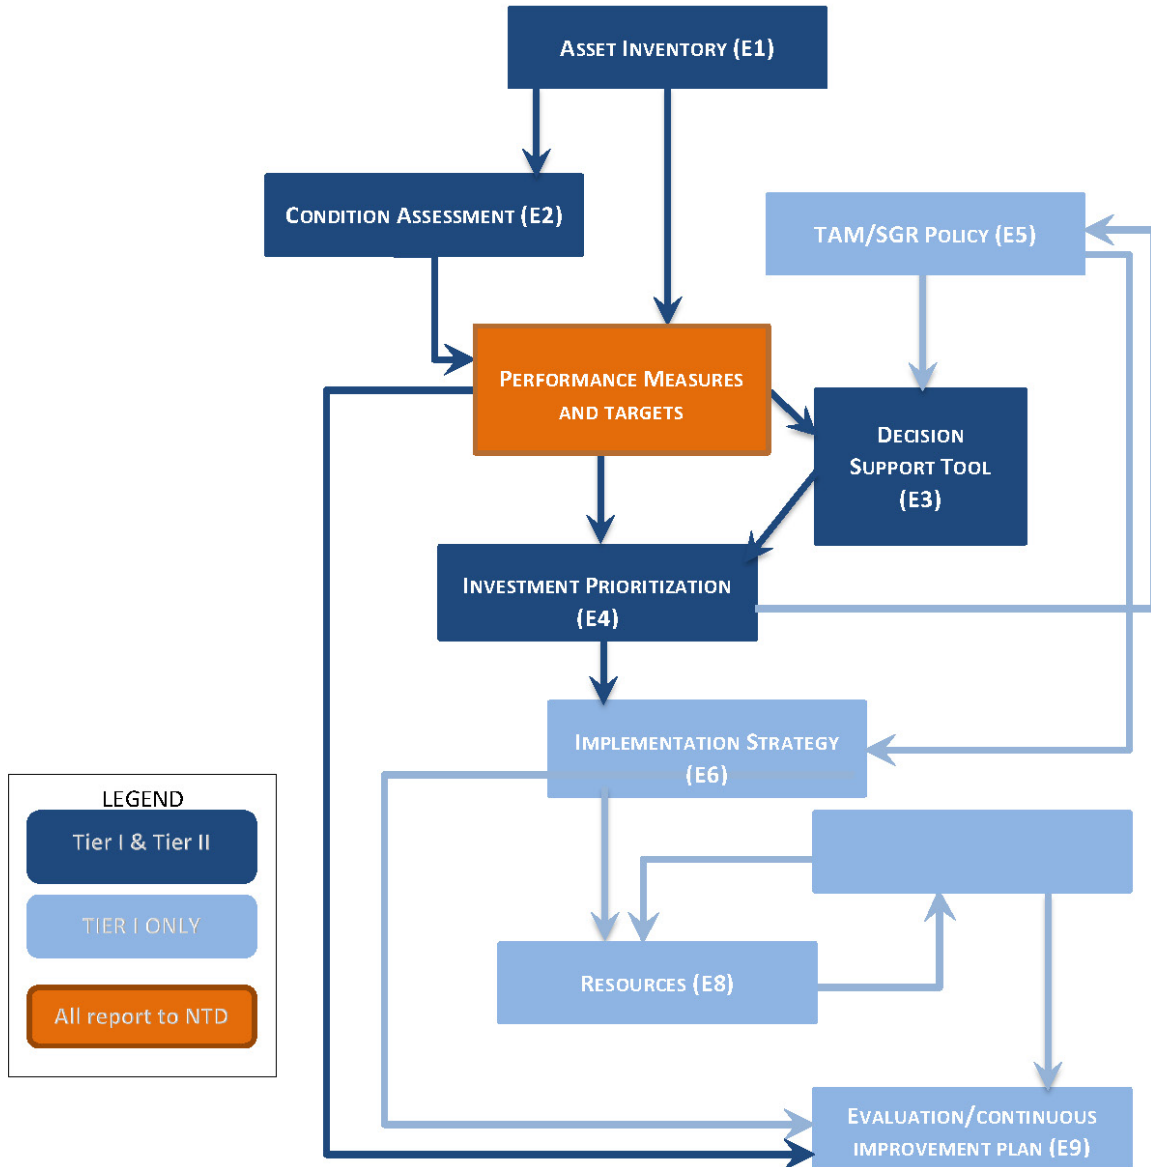 ASSET INVENTORY (E1)
CONDITION ASSESSMENT (E2)
TAM/SGR POLICY (E5)
PERFORMANCE MEASURES
AND TARGETS
DECISION
SUPPORT TOOL
(E3)
INVESTMENT PRIORITIZATION
(E4)
IMPLEMENTATION STRATEGY
(E6)
LEGEND
Tier I & Tier II
TIER I ONLY
All report to NTD
RESOURCES (E8)
EVALUATION/CONTINUOUS
IMPROVEMENT PLAN (E9)